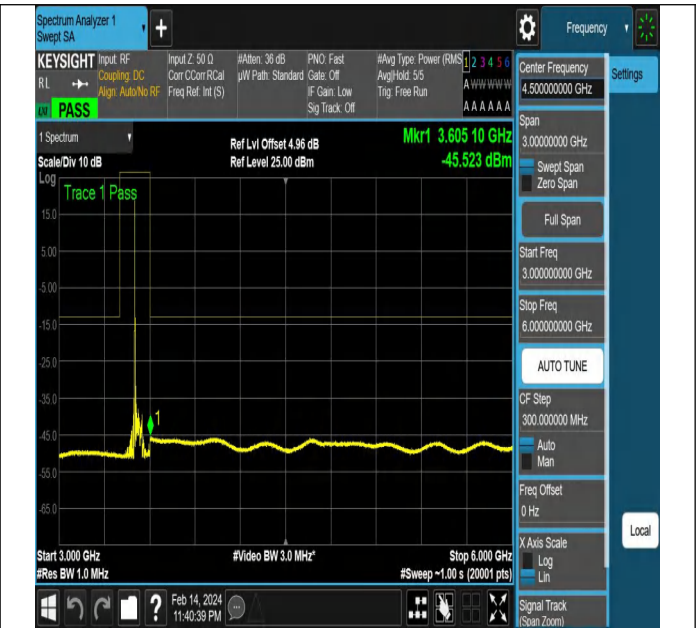 Spectrum Analyzer 1
Swept SA
+
Frequency
KEYSIGHT
RL
PASS
Input: RF
Coupling: DC
Align: Auto/No RF
Input Z: 50 Ω
Corr CCorr RCal
Freq Ref: Int (S)
#Atten: 36 dB
µW Path: Standard
PNO: Fast
Gate: Off
IF Gain: Low
Sig Track: Off
#Avg Type: Power (RMS
Avg|Hold: 5/5
Trig: Free Run
1 2 3 4 5 6
A W W W W W
A A A A A A
Center Frequency
4.500000000 GHz
Settings
Span
3.00000000 GHz
Swept Span
Zero Span
Full Span
Start Freq
3.000000000 GHz
Stop Freq
6.000000000 GHz
AUTO TUNE
CF Step
300.000000 MHz
Auto
Man
Freq Offset
0 Hz
X Axis Scale
Log
Lin
Signal Track
(Span Zoom)
Local
1 Spectrum
Scale/Div 10 dB
Ref Lvl Offset 4.96 dB
Ref Level 25.00 dBm
Mkr1 3.605 10 GHz
-45.523 dBm
Log
Trace 1 Pass
15.0
5.00
-5.00
-15.0
-25.0
-35.0
1
-45.0
-55.0
-65.0
Start 3.000 GHz
#Res BW 1.0 MHz
#Video BW 3.0 MHz*
Stop 6.000 GHz
#Sweep ~1.00 s (20001 pts)
?
Feb 14, 2024
11:40:39 PM